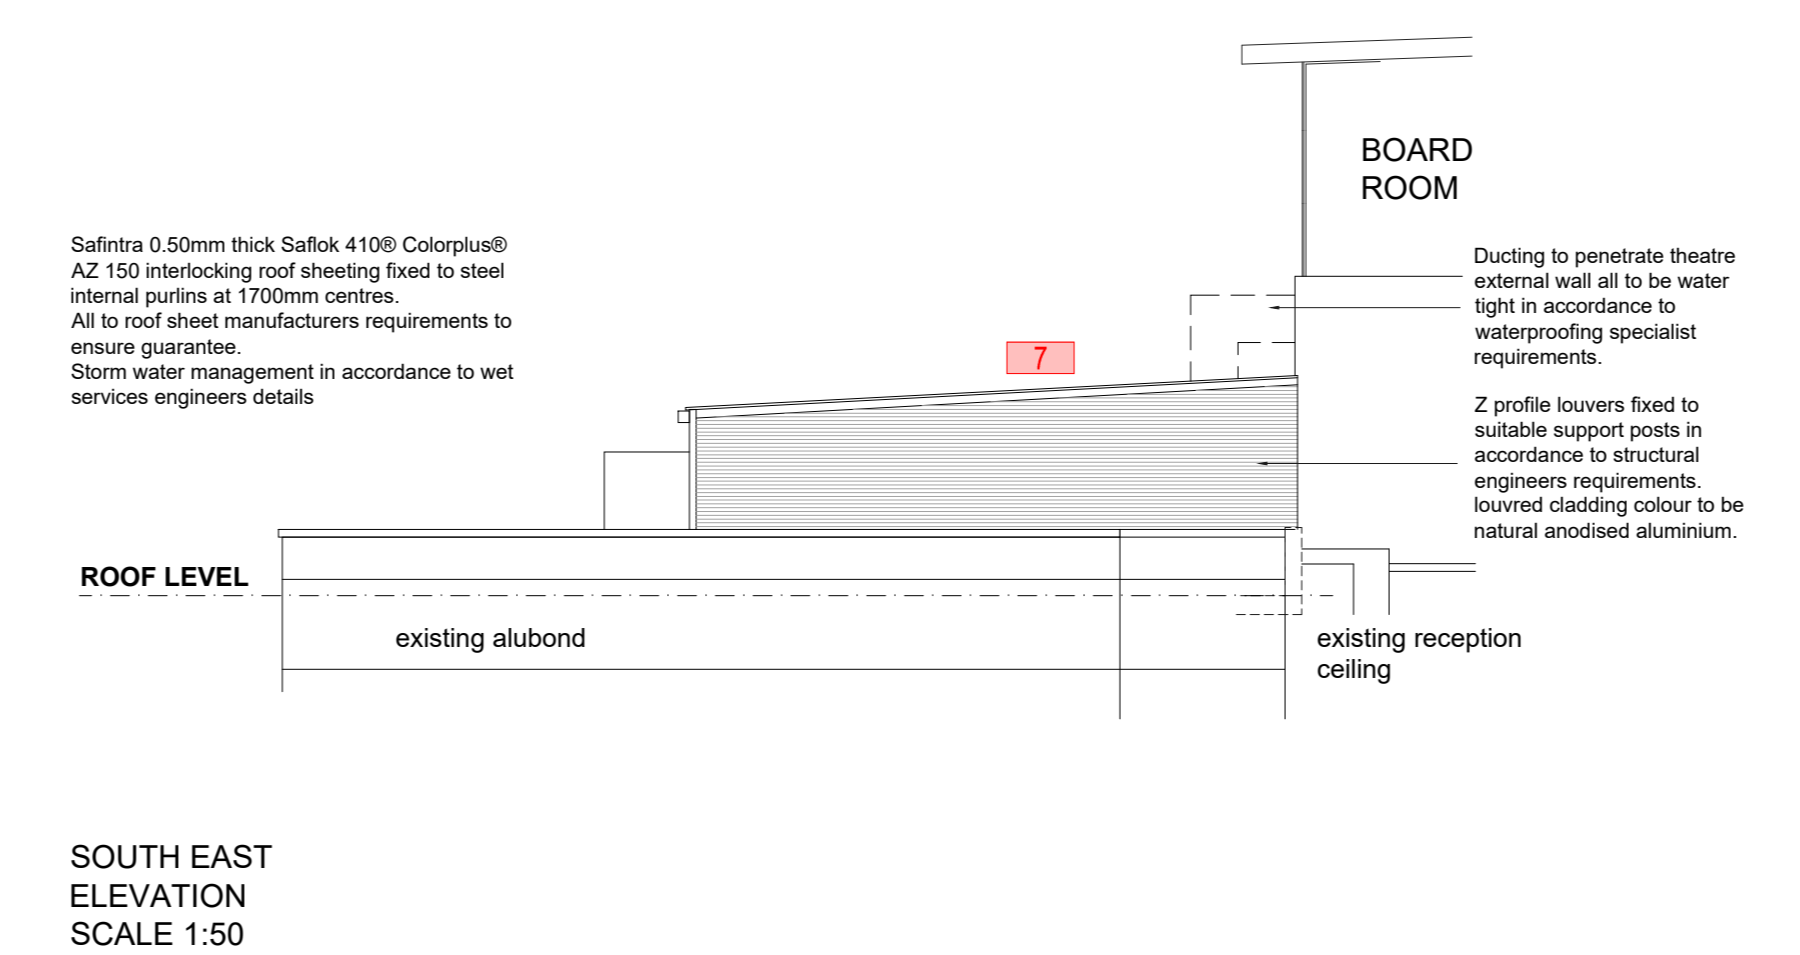 BOARD
ROOM
Safintra 0.50mm thick Saflok 410® Colorplus®
AZ 150 interlocking roof sheeting fixed to steel
internal purlins at 1700mm centres.
All to roof sheet manufacturers requirements to
ensure guarantee.
Storm water management in accordance to wet
services engineers details
Ducting to penetrate theatre
external wall all to be water
tight in accordance to
waterproofing specialist
requirements.
7
Z profile louvers fixed to
suitable support posts in
accordance to structural
engineers requirements.
louvred cladding colour to be
natural anodised aluminium.
ROOF LEVEL
existing alubond
existing reception
ceiling
SOUTH EAST
ELEVATION
SCALE 1:50